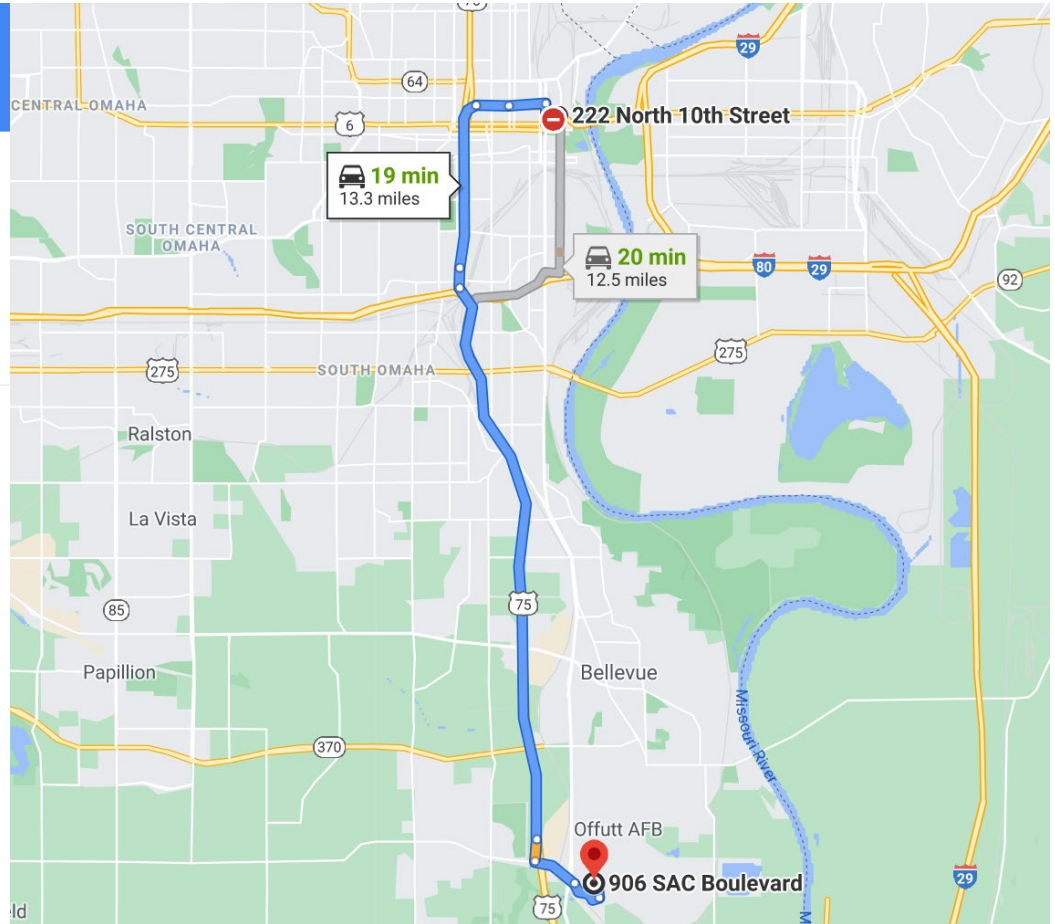 75
29
64
CENTRAL OMAHA
222 North 10th Street
6
19 min
13.3 miles
SOUTH CENTRAL
OMAHA
20 min
12.5 miles
80
29
92
275
275
SOUTH OMAHA
Ralston
La Vista
75
85
Papillion
Bellevue
Missouri River
370
Offutt AFB
906 SAC Boulevard
29
75
ld
M